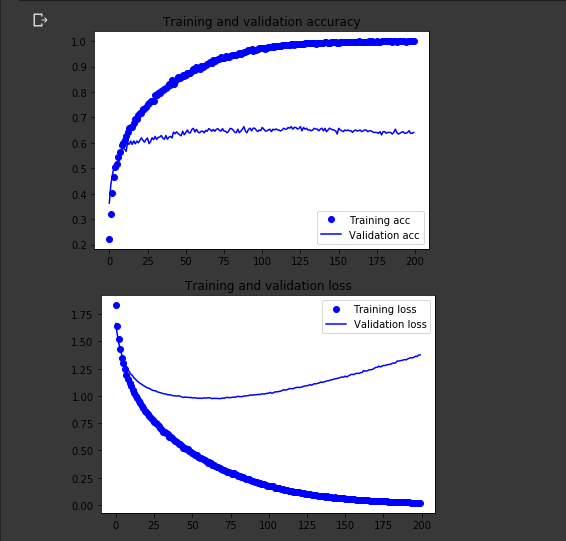 Training and validation accuracy
1.0
0.9
0.8
0.7
0.6
0.5
0.4
0.3
0.2
Training acc
Validation acc
0 25 50 75 100 125 150 175 200
Training and validation loss
Training loss
Validation loss
1.75
1.50
1.25
1.00
0.75
0.50
0.25
0.00
0 25 50 75 100 125 150 175 200